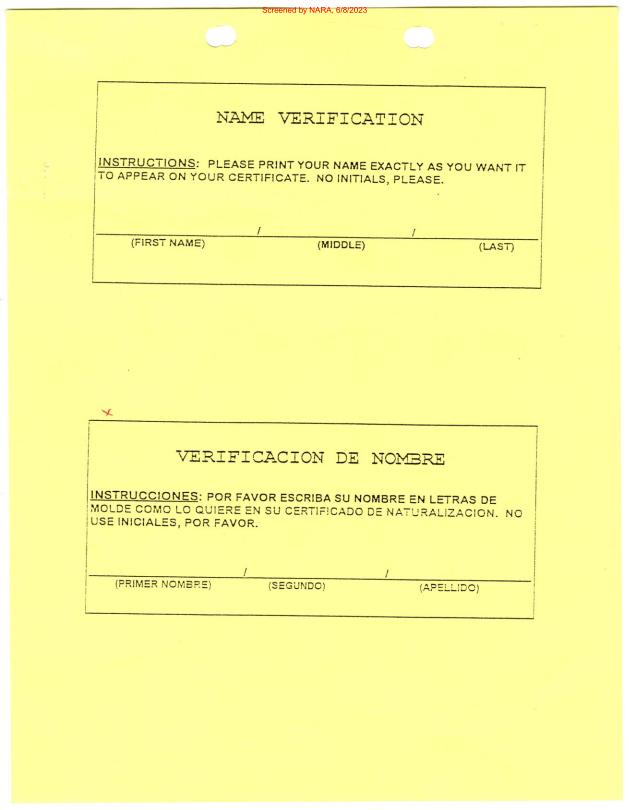 Screened by NARA, 6/8/2023
NAME VERIFICATION
INSTRUCTIONS: PLEASE PRINT YOUR NAME EXACTLY AS YOU WANT IT
TO APPEAR ON YOUR CERTIFICATE. NO INITIALS, PLEASE.
/ /
(FIRST NAME) (MIDDLE) (LAST)
x
VERIFICACION DE NOMBRE
INSTRUCCIONES: POR FAVOR ESCRIBA SU NOMBRE EN LETRAS DE
MOLDE COMO LO QUIERE EN SU CERTIFICADO DE NATURALIZACION. NO
USE INICIALES, POR FAVOR.
/ /
(PRIMER NOMBRE) (SEGUNDO) (APELLIDO)